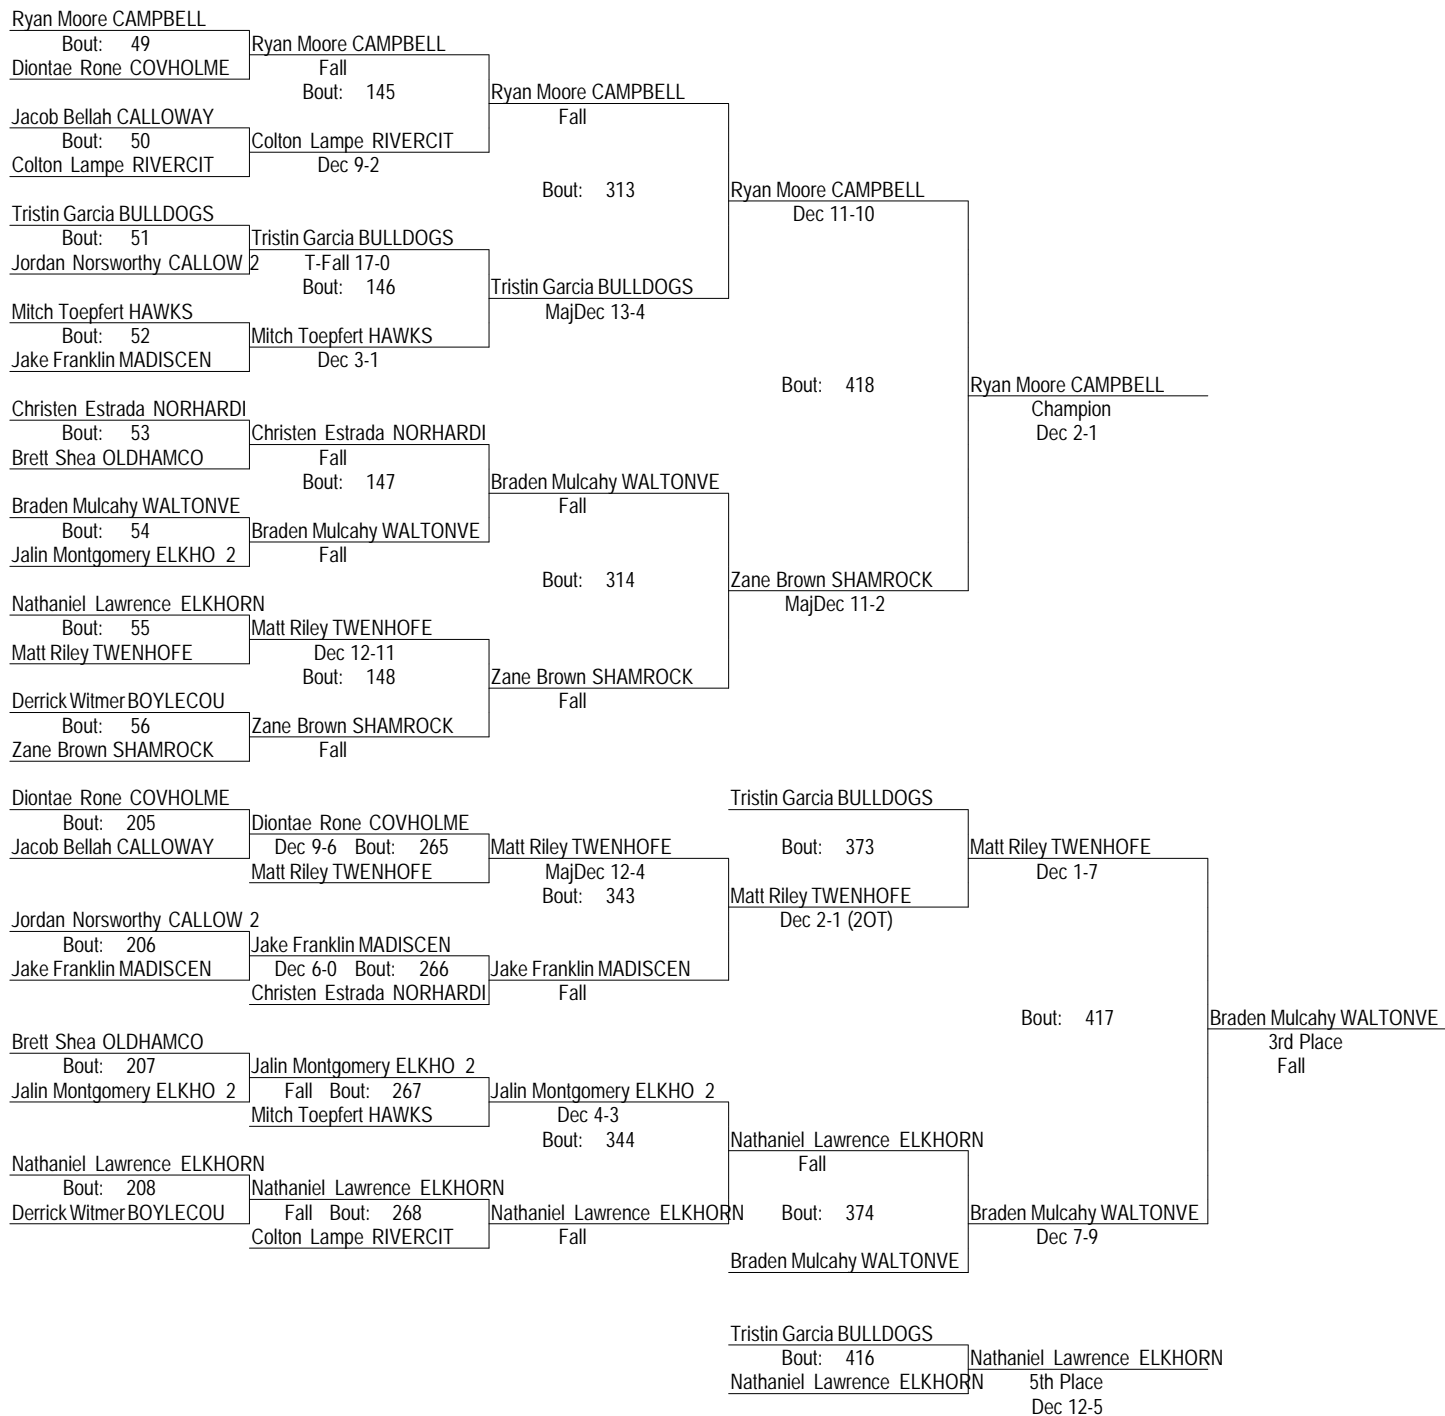 Ryan Moore CAMPBELL
Bout: 49 Ryan Moore CAMPBELL
Diontae Rone COVHOLME Fall
Bout: 145 Ryan Moore CAMPBELL
Jacob Bellah CALLOWAY Fall
Bout: 50 Colton Lampe RIVERCIT
Colton Lampe RIVERCIT Dec 9-2
Bout: 313 Ryan Moore CAMPBELL
Tristin Garcia BULLDOGS Dec 11-10
Bout: 51 Tristin Garcia BULLDOGS
Jordan Norsworthy CALLOW 2 T-Fall 17-0
Bout: 146 Tristin Garcia BULLDOGS
Mitch Toepfert HAWKS MajDec 13-4
Bout: 52 Mitch Toepfert HAWKS
Jake Franklin MADISCEN Dec 3-1
Bout: 418 Ryan Moore CAMPBELL
Christen Estrada NORHARDI Champion
Bout: 53 Christen Estrada NORHARDI Dec 2-1
Brett Shea OLDHAMCO Fall
Bout: 147 Braden Mulcahy WALTONVE
Braden Mulcahy WALTONVE Fall
Bout: 54 Braden Mulcahy WALTONVE
Jalin Montgomery ELKHO 2 Fall
Bout: 314 Zane Brown SHAMROCK
Nathaniel Lawrence ELKHORN MajDec 11-2
Bout: 55 Matt Riley TWENHOFE
Matt Riley TWENHOFE Dec 12-11
Bout: 148 Zane Brown SHAMROCK
Derrick Witmer BOYLECOU Fall
Bout: 56 Zane Brown SHAMROCK
Zane Brown SHAMROCK Fall
Diontae Rone COVHOLME Tristin Garcia BULLDOGS
Bout: 205 Diontae Rone COVHOLME
Jacob Bellah CALLOWAY Dec 9-6 Bout: 265 Matt Riley TWENHOFE Bout: 373 Matt Riley TWENHOFE
Matt Riley TWENHOFE MajDec 12-4 Dec 1-7
Bout: 343 Matt Riley TWENHOFE
Jordan Norsworthy CALLOW 2 Dec 2-1 (2OT)
Bout: 206 Jake Franklin MADISCEN
Jake Franklin MADISCEN Dec 6-0 Bout: 266 Jake Franklin MADISCEN
Christen Estrada NORHARDI Fall
Bout: 417 Braden Mulcahy WALTONVE
Brett Shea OLDHAMCO 3rd Place
Bout: 207 Jalin Montgomery ELKHO 2 Fall
Jalin Montgomery ELKHO 2 Fall Bout: 267 Jalin Montgomery ELKHO 2
Mitch Toepfert HAWKS Dec 4-3
Bout: 344 Nathaniel Lawrence ELKHORN
Nathaniel Lawrence ELKHORN Fall
Bout: 208 Nathaniel Lawrence ELKHORN
Derrick Witmer BOYLECOU Fall Bout: 268 Nathaniel Lawrence ELKHORN Bout: 374 Braden Mulcahy WALTONVE
Colton Lampe RIVERCIT Fall Dec 7-9
Braden Mulcahy WALTONVE
Tristin Garcia BULLDOGS
Bout: 416 Nathaniel Lawrence ELKHORN
Nathaniel Lawrence ELKHORN 5th Place
Dec 12-5